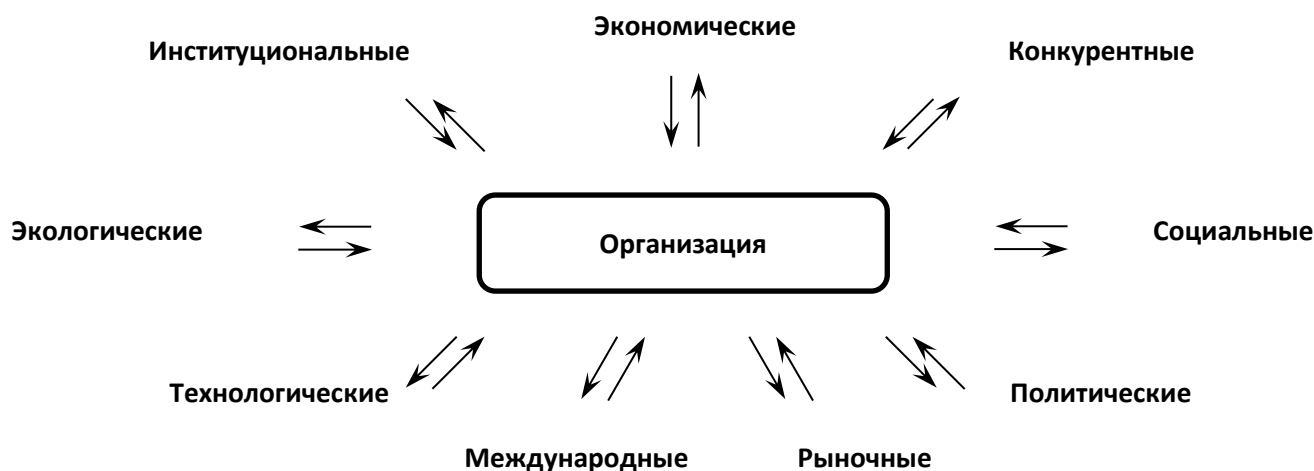 Экономические
Институциональные
Конкурентные
Экологические
Организация
Социальные
Технологические
Политические
Международные
Рыночные